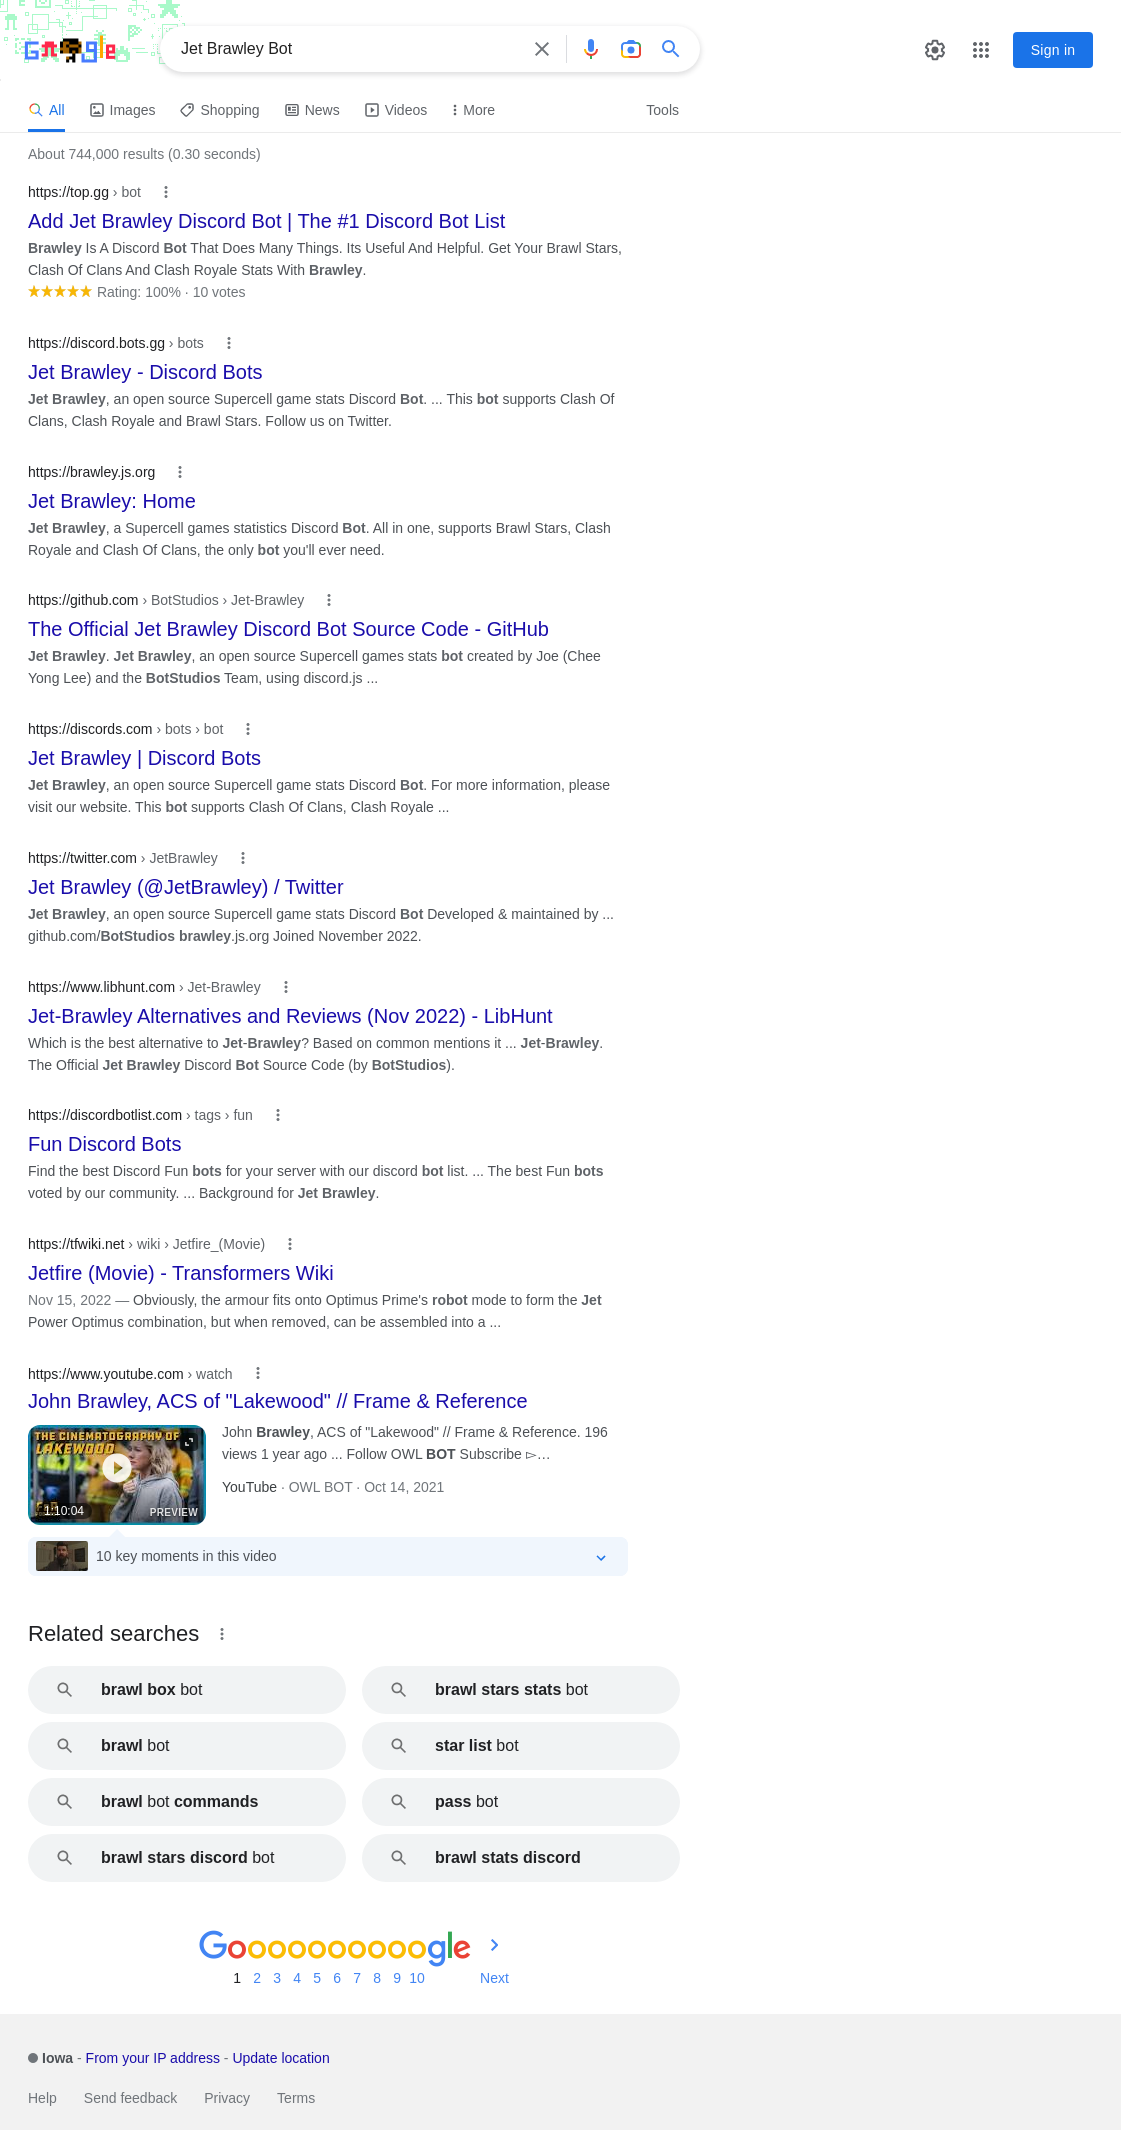 Google
Jet Brawley Bot
Sign in
All Images Shopping News Videos More Tools
About 744,000 results (0.30 seconds)
https://top.gg › bot
Add Jet Brawley Discord Bot | The #1 Discord Bot List
Brawley Is A Discord Bot That Does Many Things. Its Useful And Helpful. Get Your Brawl Stars,
Clash Of Clans And Clash Royale Stats With Brawley.
Rating: 100% · 10 votes
https://discord.bots.gg › bots
Jet Brawley - Discord Bots
Jet Brawley, an open source Supercell game stats Discord Bot. ... This bot supports Clash Of
Clans, Clash Royale and Brawl Stars. Follow us on Twitter.
https://brawley.js.org
Jet Brawley: Home
Jet Brawley, a Supercell games statistics Discord Bot. All in one, supports Brawl Stars, Clash
Royale and Clash Of Clans, the only bot you'll ever need.
https://github.com › BotStudios › Jet-Brawley
The Official Jet Brawley Discord Bot Source Code - GitHub
Jet Brawley. Jet Brawley, an open source Supercell games stats bot created by Joe (Chee
Yong Lee) and the BotStudios Team, using discord.js ...
https://discords.com › bots › bot
Jet Brawley | Discord Bots
Jet Brawley, an open source Supercell game stats Discord Bot. For more information, please
visit our website. This bot supports Clash Of Clans, Clash Royale ...
https://twitter.com › JetBrawley
Jet Brawley (@JetBrawley) / Twitter
Jet Brawley, an open source Supercell game stats Discord Bot Developed & maintained by ...
github.com/BotStudios brawley.js.org Joined November 2022.
https://www.libhunt.com › Jet-Brawley
Jet-Brawley Alternatives and Reviews (Nov 2022) - LibHunt
Which is the best alternative to Jet-Brawley? Based on common mentions it ... Jet-Brawley.
The Official Jet Brawley Discord Bot Source Code (by BotStudios).
https://discordbotlist.com › tags › fun
Fun Discord Bots
Find the best Discord Fun bots for your server with our discord bot list. ... The best Fun bots
voted by our community. ... Background for Jet Brawley.
https://tfwiki.net › wiki › Jetfire_(Movie)
Jetfire (Movie) - Transformers Wiki
Nov 15, 2022 — Obviously, the armour fits onto Optimus Prime's robot mode to form the Jet
Power Optimus combination, but when removed, can be assembled into a ...
https://www.youtube.com › watch
John Brawley, ACS of "Lakewood" // Frame & Reference
THE CINEMATOGRAPHY OF
LAKEWOOD
1:10:04
PREVIEW
John Brawley, ACS of "Lakewood" // Frame & Reference. 196
views 1 year ago ... Follow OWL BOT Subscribe ▻…
YouTube · OWL BOT · Oct 14, 2021
10 key moments in this video
Related searches
brawl box bot
brawl stars stats bot
brawl bot
star list bot
brawl bot commands
pass bot
brawl stars discord bot
brawl stats discord
Goooooooooogle
1 2 3 4 5 6 7 8 9 10 Next
Iowa - From your IP address - Update location
Help Send feedback Privacy Terms